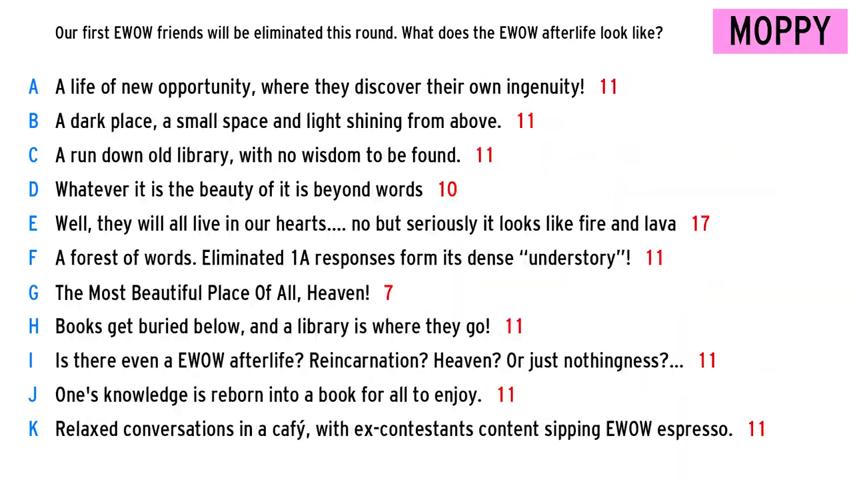 Our first EWOW friends will be eliminated this round. What does the EWOW afterlife look like?
MOPPY
A A life of new opportunity, where they discover their own ingenuity! 11
B A dark place, a small space and light shining from above. 11
C A run down old library, with no wisdom to be found. 11
D Whatever it is the beauty of it is beyond words 10
E Well, they will all live in our hearts.... no but seriously it looks like fire and lava 17
F A forest of words. Eliminated 1A responses form its dense “understory”! 11
G The Most Beautiful Place Of All, Heaven! 7
H Books get buried below, and a library is where they go! 11
I Is there even a EWOW afterlife? Reincarnation? Heaven? Or just nothingness?... 11
J One's knowledge is reborn into a book for all to enjoy. 11
K Relaxed conversations in a cafý, with ex-contestants content sipping EWOW espresso. 11